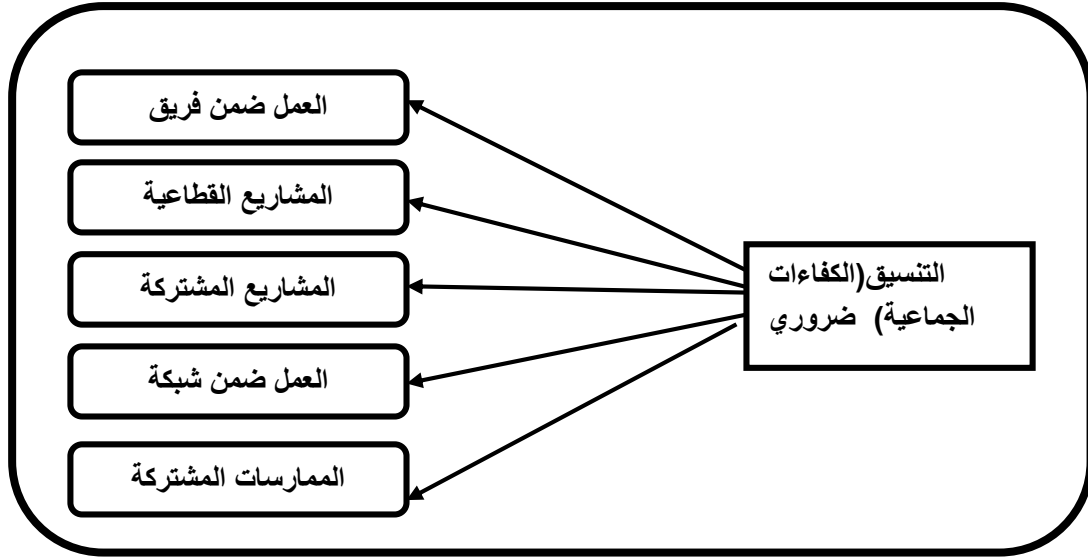 العمل ضمن فريق
المشاريع القطاعية
المشاريع المشتركة
العمل ضمن شبكة
الممارسات المشتركة
التنسيق(الكفاءات
الجماعية) ضروري